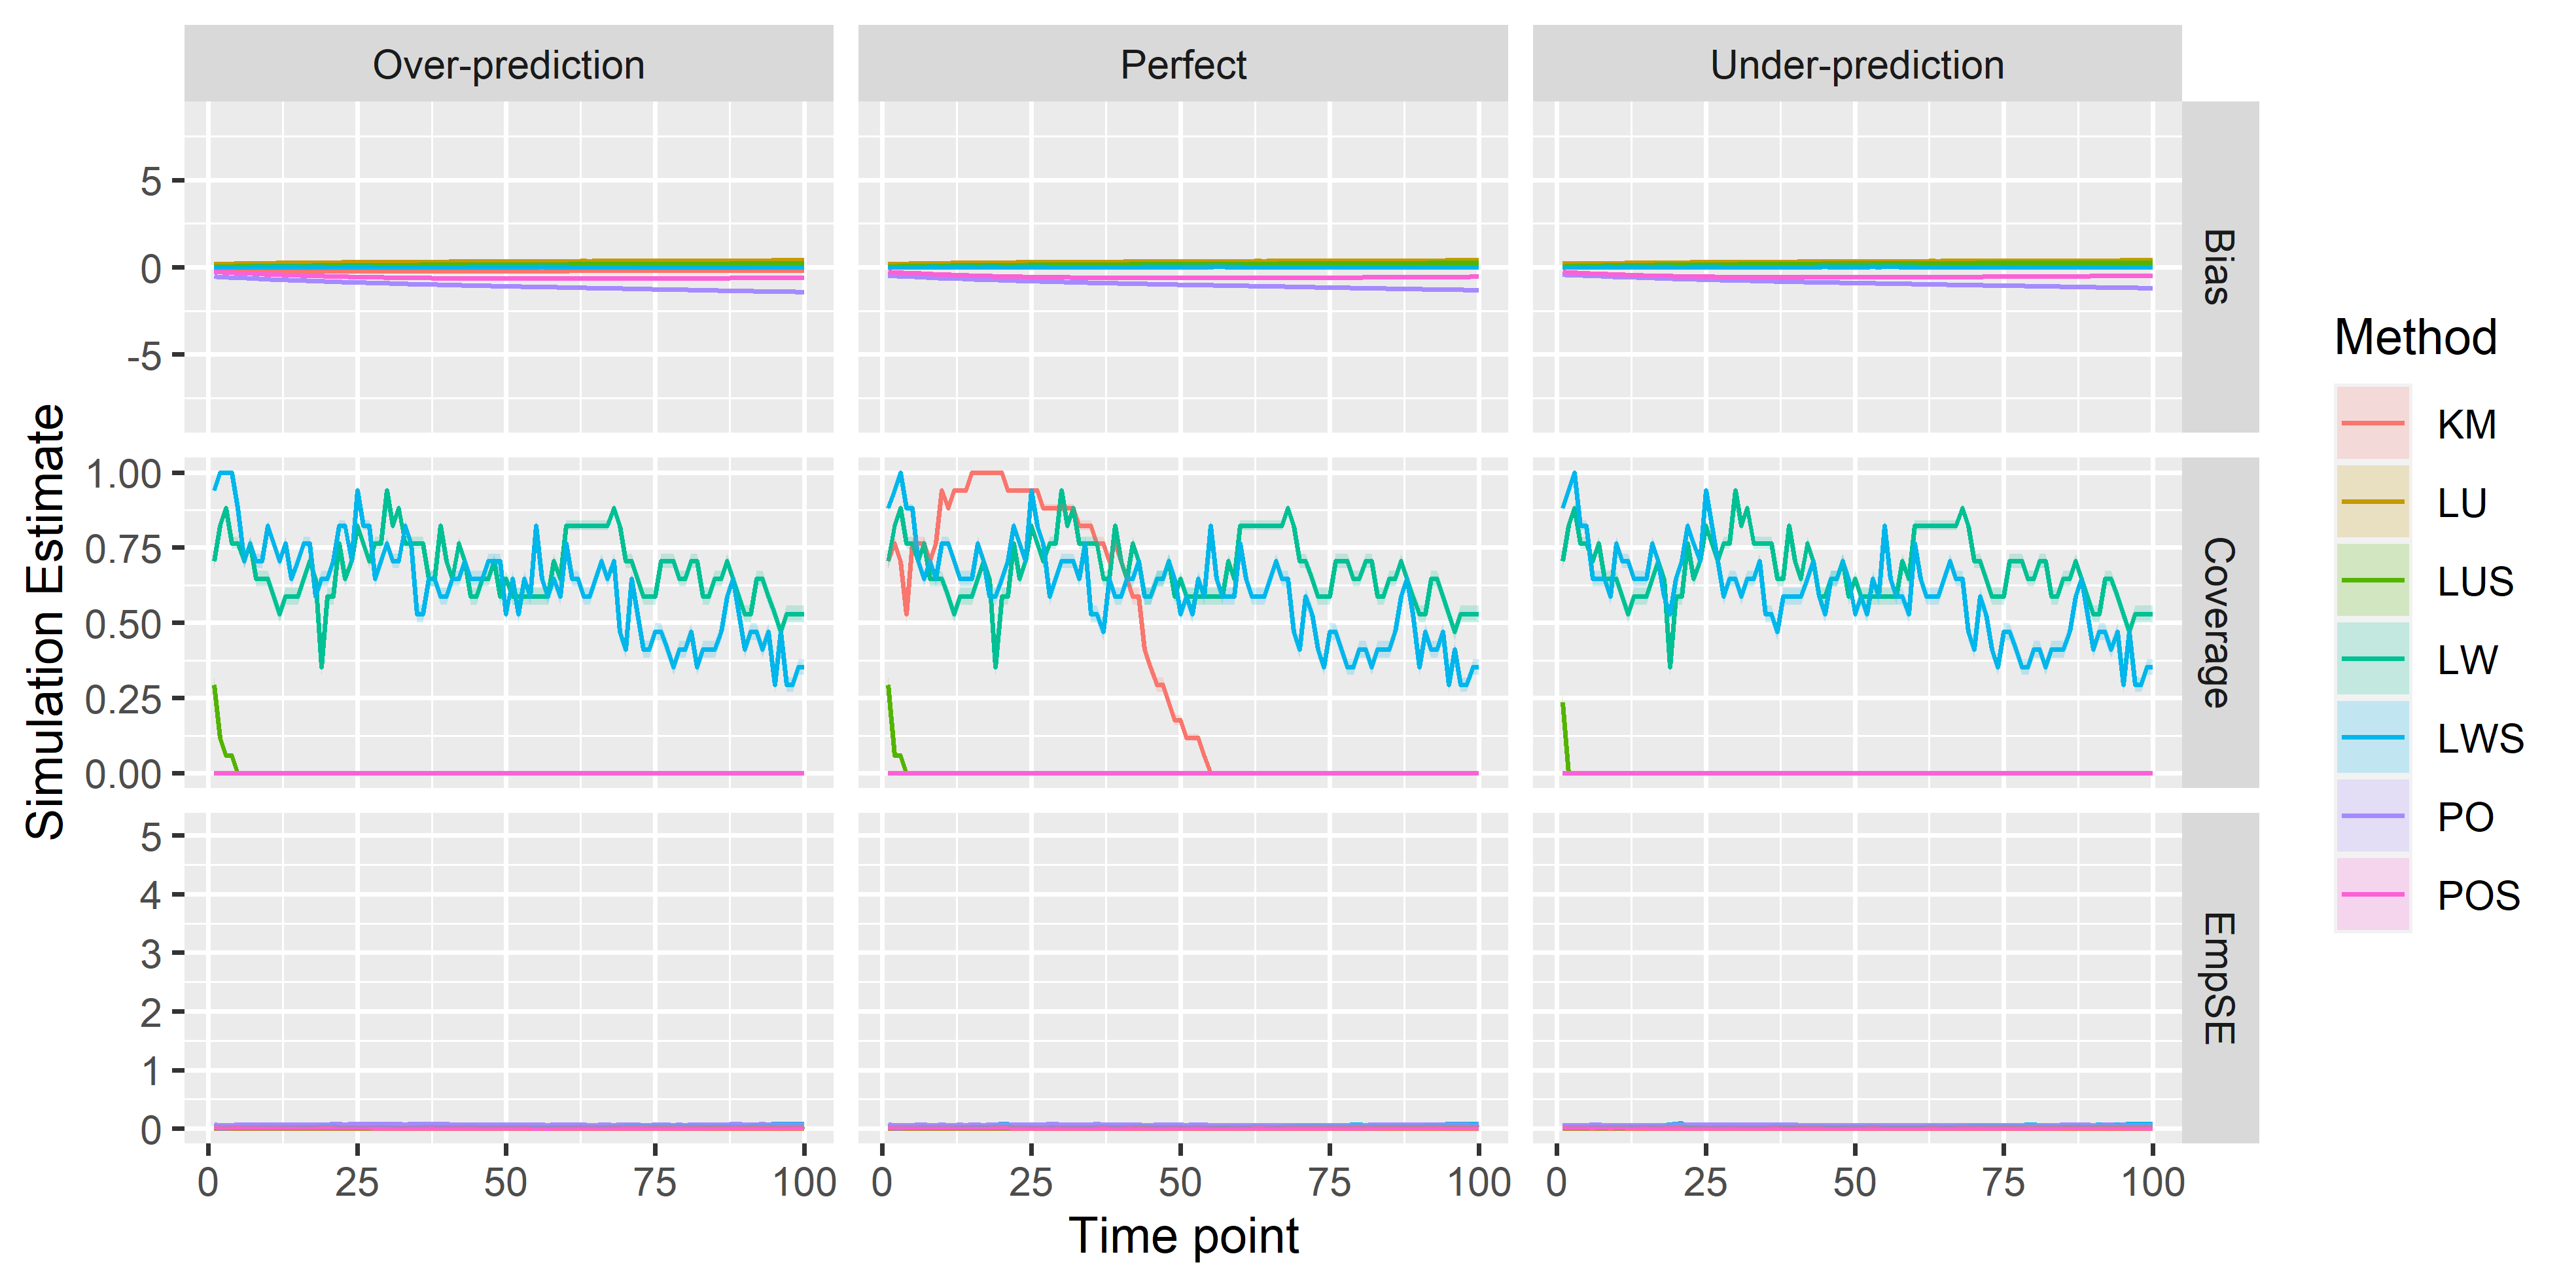 Over-prediction
Perfect
Under-prediction
5
0
-5
Bias
1.00
0.75
0.50
0.25
0.00
Coverage
5
4
3
2
1
0
EmpSE
0 25 50 75 100
0 25 50 75 100
0 25 50 75 100
Time point
Simulation Estimate
Method
KM
LU
LUS
LW
LWS
PO
POS